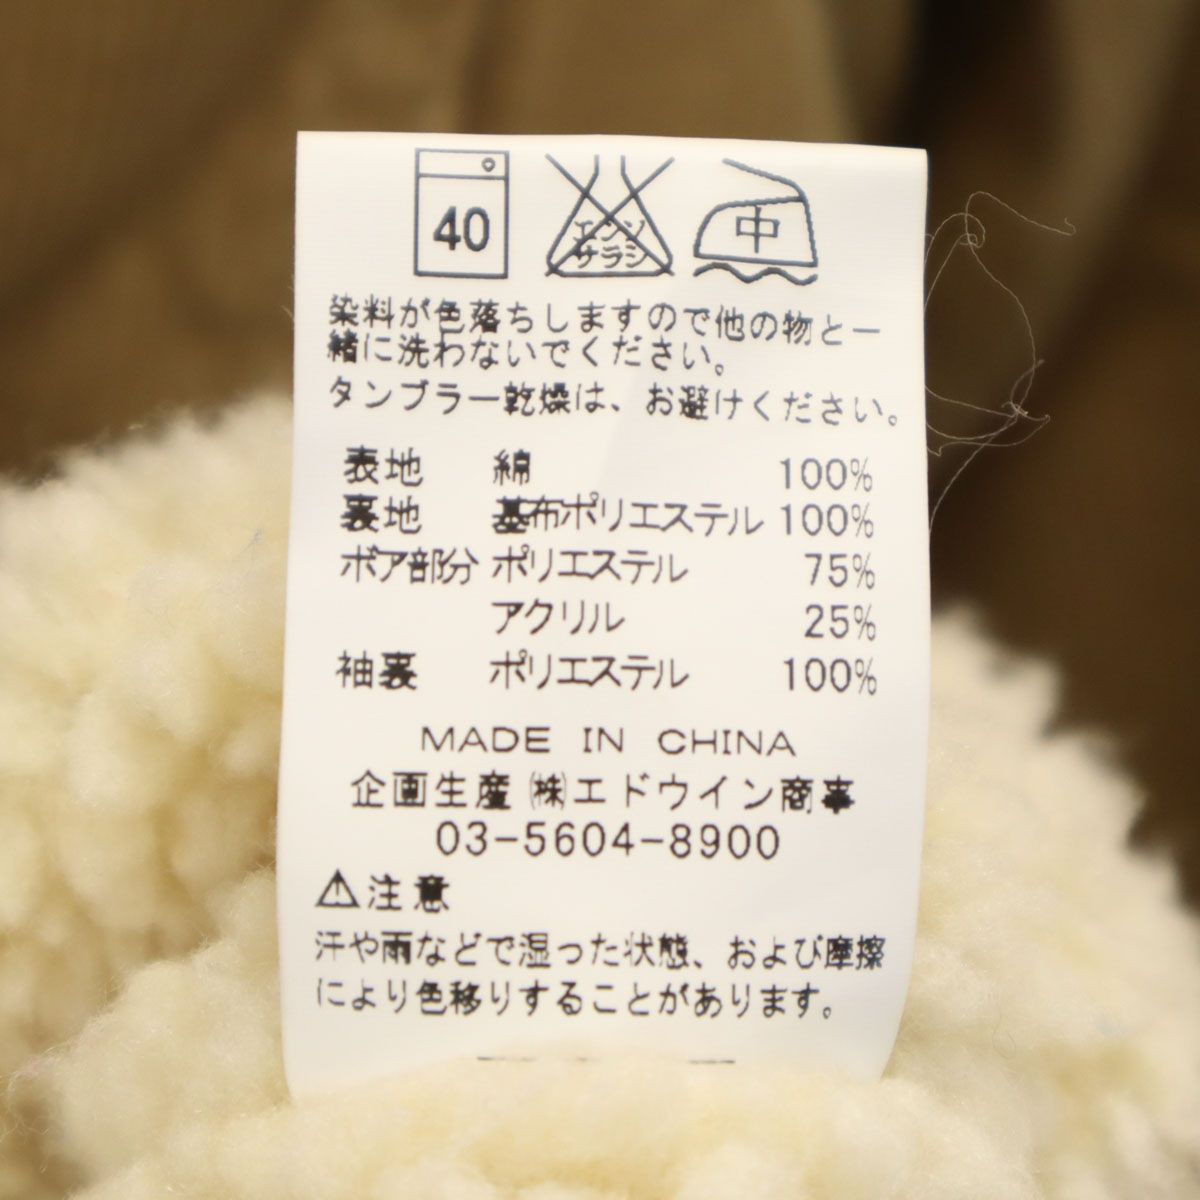 40
エンソ
サラシ
中
染料が色落ちしますので他の物と一
緒に洗わないでください。
タンブラー乾燥は、お避けください。
表地 綿 100%
裏地 基布ポリエステル 100%
ボア部分 ポリエステル 75%
アクリル 25%
袖裏 ポリエステル 100%
MADE IN CHINA
企画生産 ㈱エドウイン商事
03-5604-8900
⚠注意
汗や雨などで湿った状態、および摩擦
により色移りすることがあります。